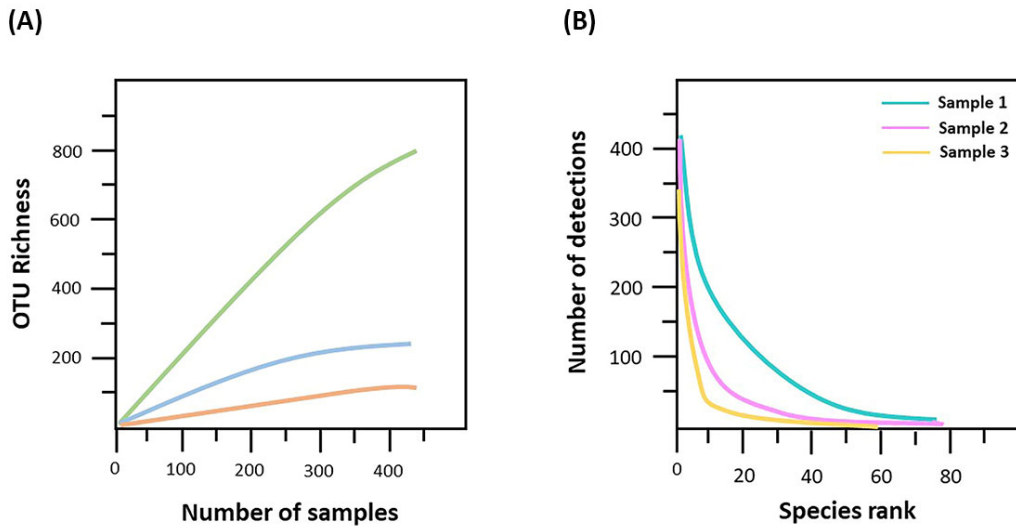 (A)
OTU Richness
800
600
400
200
0
100
200
300
400
Number of samples
(B)
Number of detections
400
300
200
100
Sample 1
Sample 2
Sample 3
0
20
40
60
80
Species rank